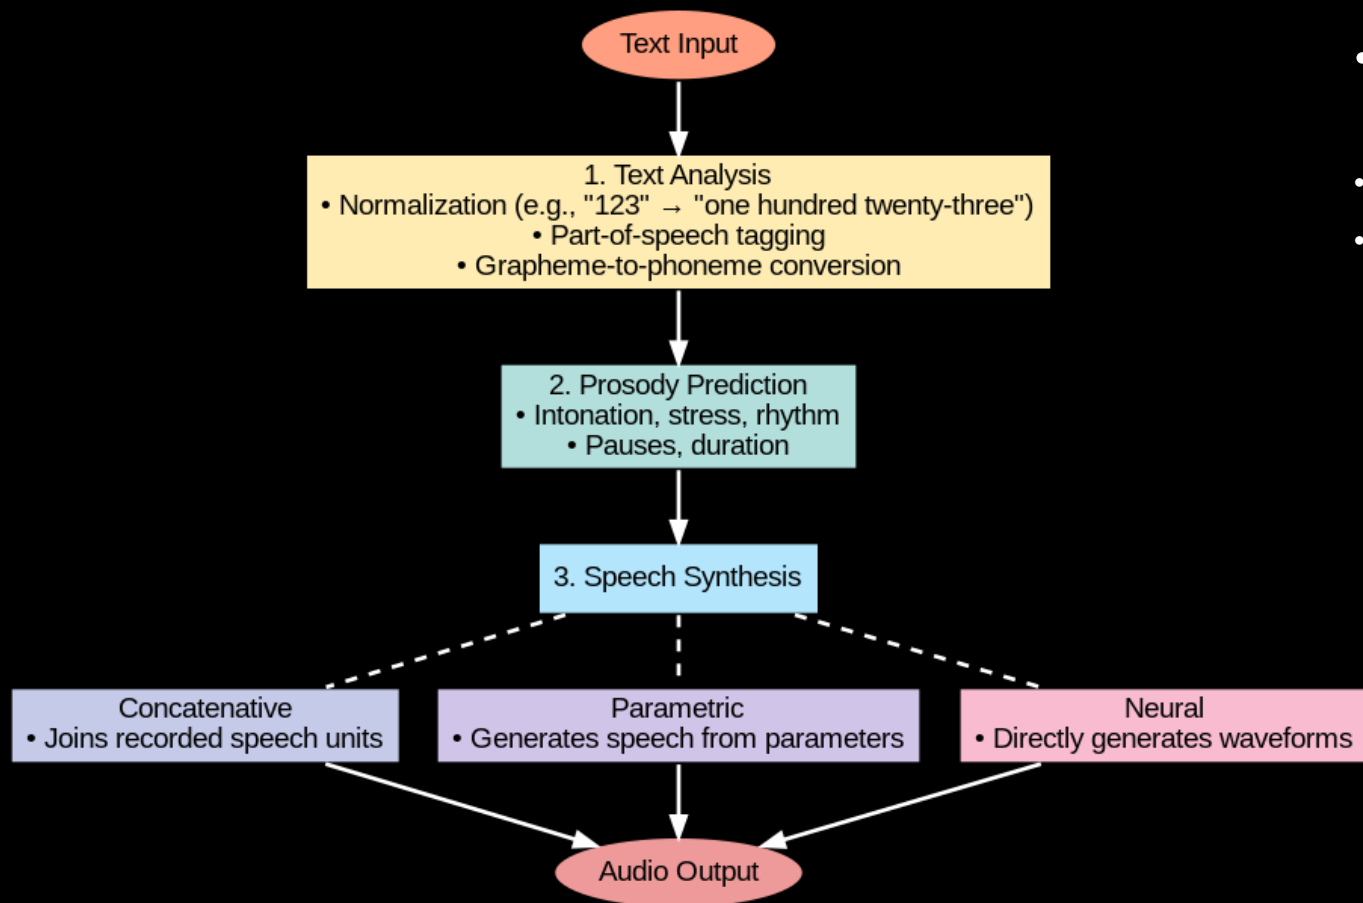 Text Input
1. Text Analysis
• Normalization (e.g., "123" → "one hundred twenty-three")
• Part-of-speech tagging
• Grapheme-to-phoneme conversion
2. Prosody Prediction
• Intonation, stress, rhythm
• Pauses, duration
3. Speech Synthesis
Concatenative
• Joins recorded speech units
Parametric
• Generates speech from parameters
Neural
• Directly generates waveforms
Audio Output